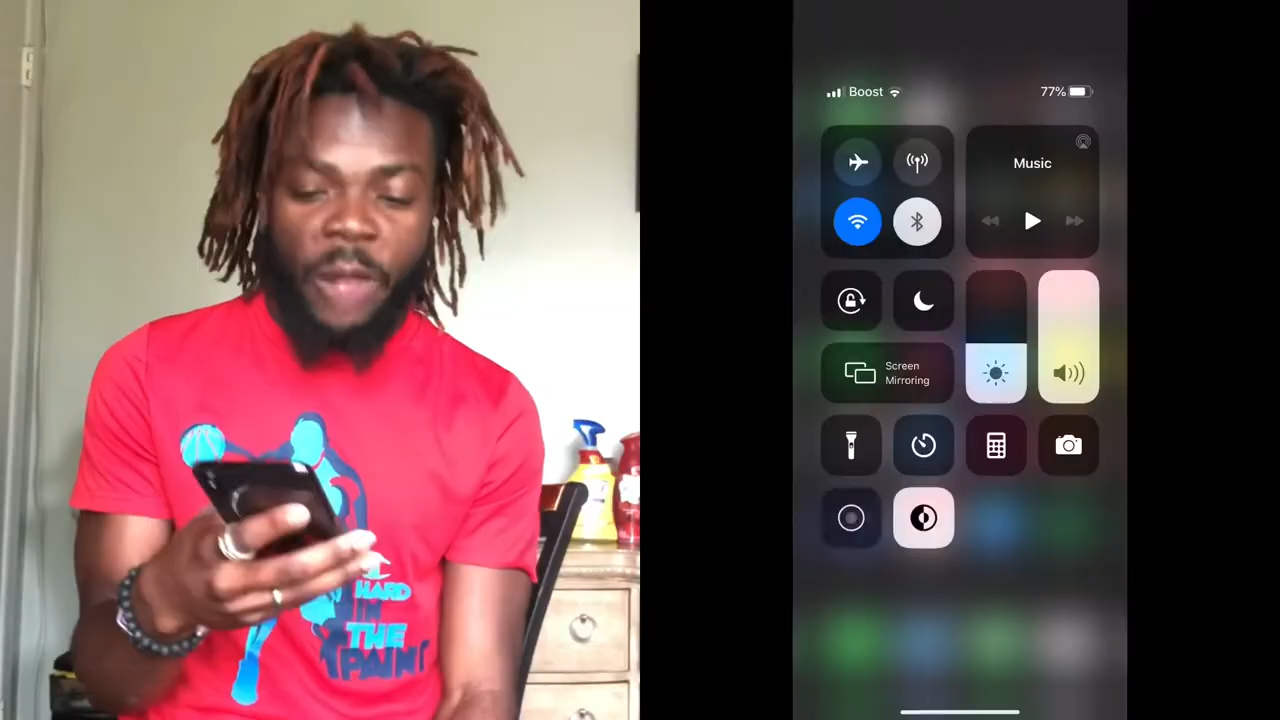 HARD
IN
THE
PAINT
Boost
77%
Music
Screen
Mirroring